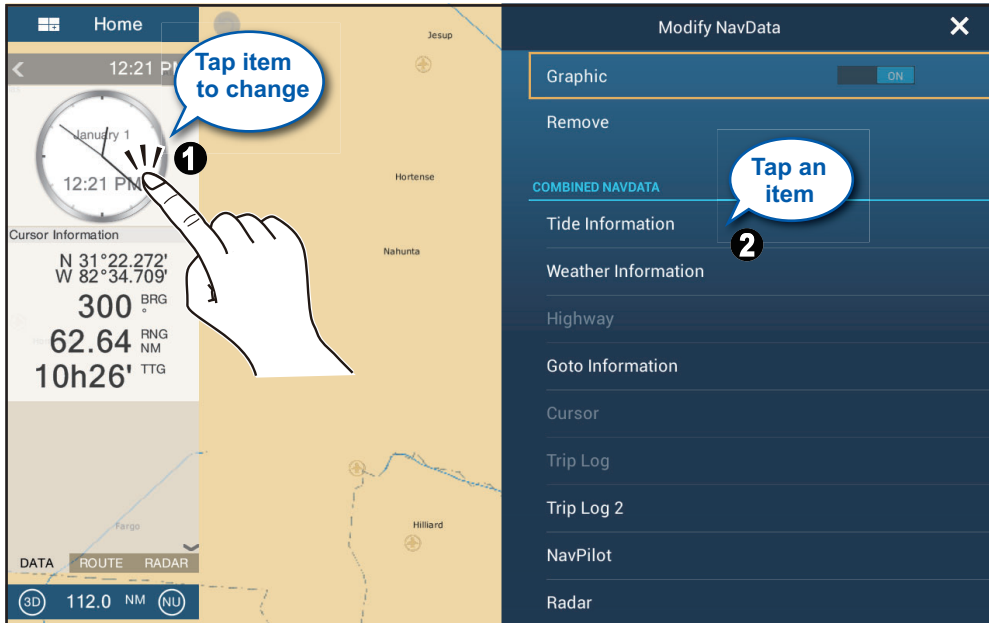 Home
12:21 P
January 1
12:21 PM
Cursor Information
N 31°22.272'
W 82°34.709'
300 BRG °
62.64 RNG NM
10h26' TTG
Fargo
DATA ROUTE RADAR
3D 112.0 NM NU
Tap item
to change
1
Jesup
Hortense
Nahunta
Hilliard
Modify NavData X
Graphic ON
Remove
COMBINED NAVDATA
Tap an
item
2
Tide Information
Weather Information
Highway
Goto Information
Cursor
Trip Log
Trip Log 2
NavPilot
Radar